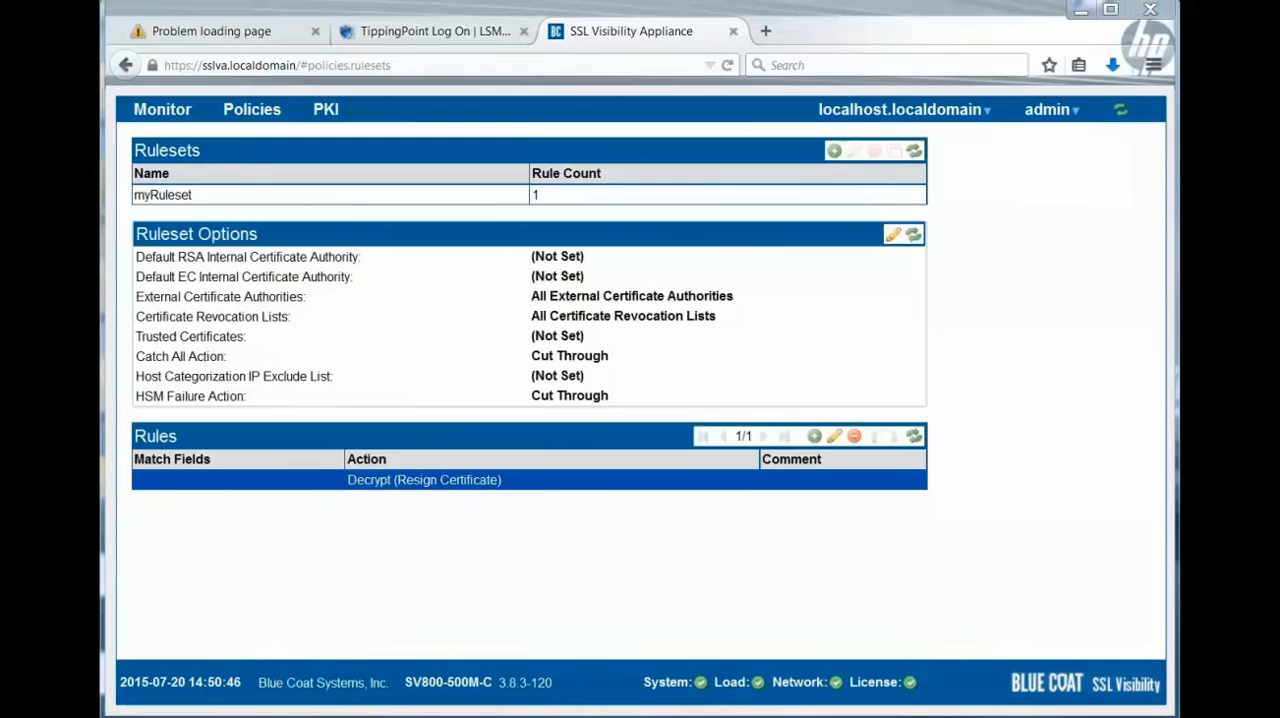 Problem loading page
TippingPoint Log On | LSM...
BC SSL Visibility Appliance
hp
https://sslva.localdomain/#policies.rulesets
Search
Monitor Policies PKI localhost.localdomain admin
Rulesets
Name Rule Count
myRuleset 1
Ruleset Options
Default RSA Internal Certificate Authority: (Not Set)
Default EC Internal Certificate Authority: (Not Set)
External Certificate Authorities: All External Certificate Authorities
Certificate Revocation Lists: All Certificate Revocation Lists
Trusted Certificates: (Not Set)
Catch All Action: Cut Through
Host Categorization IP Exclude List: (Not Set)
HSM Failure Action: Cut Through
Rules 1/1
Match Fields Action Comment
Decrypt (Resign Certificate)
2015-07-20 14:50:46 Blue Coat Systems, Inc. SV800-500M-C 3.8.3-120 System: Load: Network: License: BLUE COAT SSL Visibility